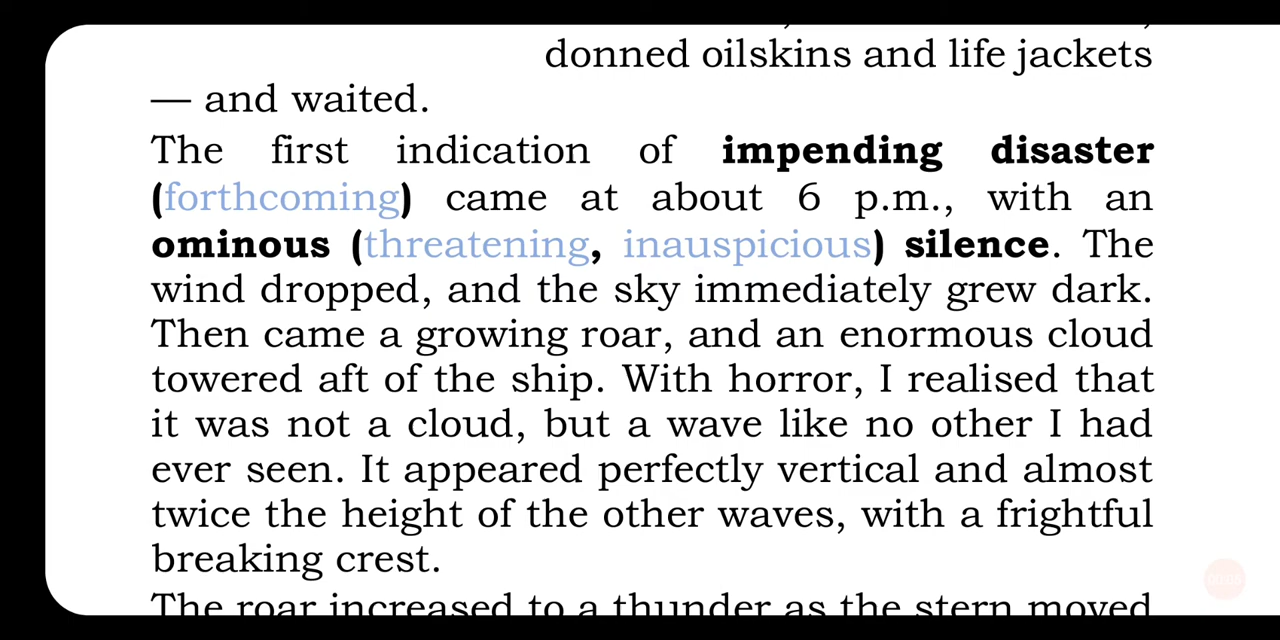 donned oilskins and life jackets
— and waited.
The first indication of impending disaster
(forthcoming) came at about 6 p.m., with an
ominous (threatening, inauspicious) silence. The
wind dropped, and the sky immediately grew dark.
Then came a growing roar, and an enormous cloud
towered aft of the ship. With horror, I realised that
it was not a cloud, but a wave like no other I had
ever seen. It appeared perfectly vertical and almost
twice the height of the other waves, with a frightful
breaking crest.
The roar increased to a thunder as the stern moved